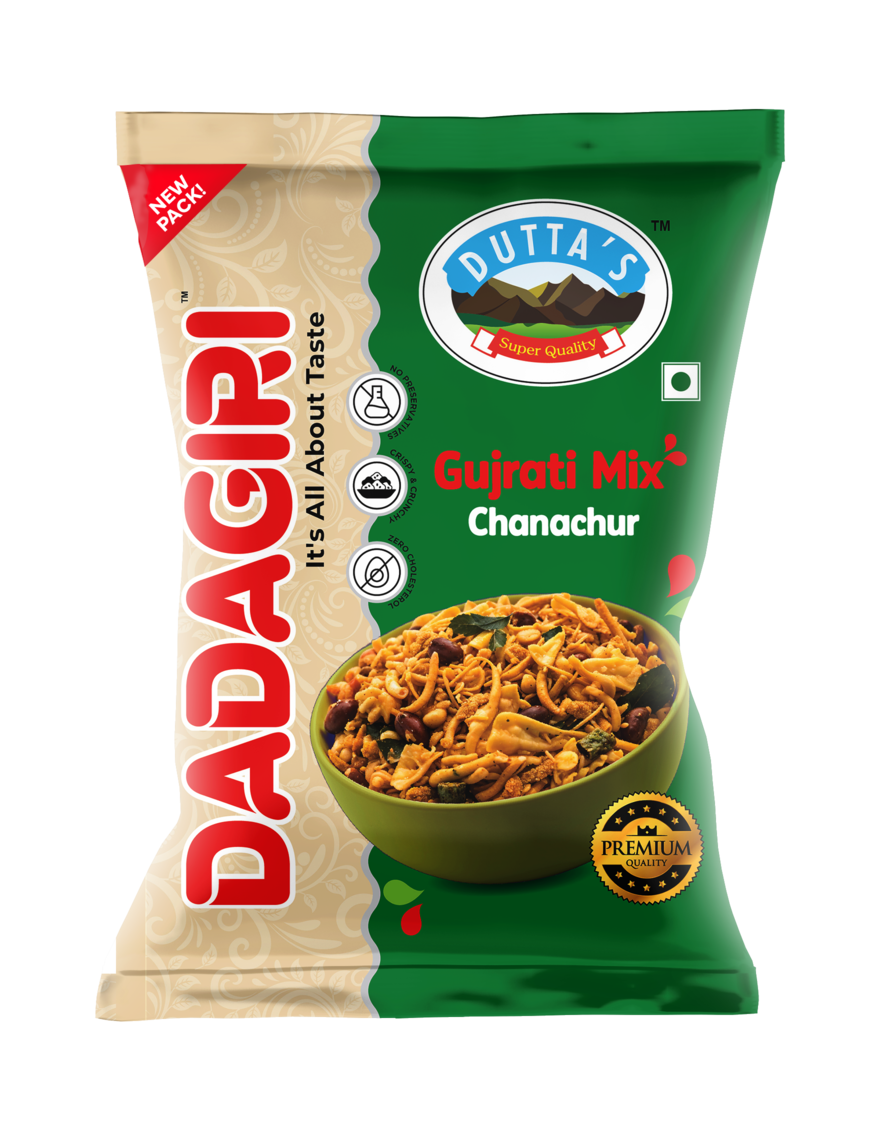 NEW
PACK!
DADAGIRI
TM
It's All About Taste
DUTTA'S
TM
Super Quality
NO PRESERVATIVES
CRISPY & CRUNCHY
ZERO CHOLESTEROL
Gujrati Mix
Chanachur
PREMIUM
QUALITY